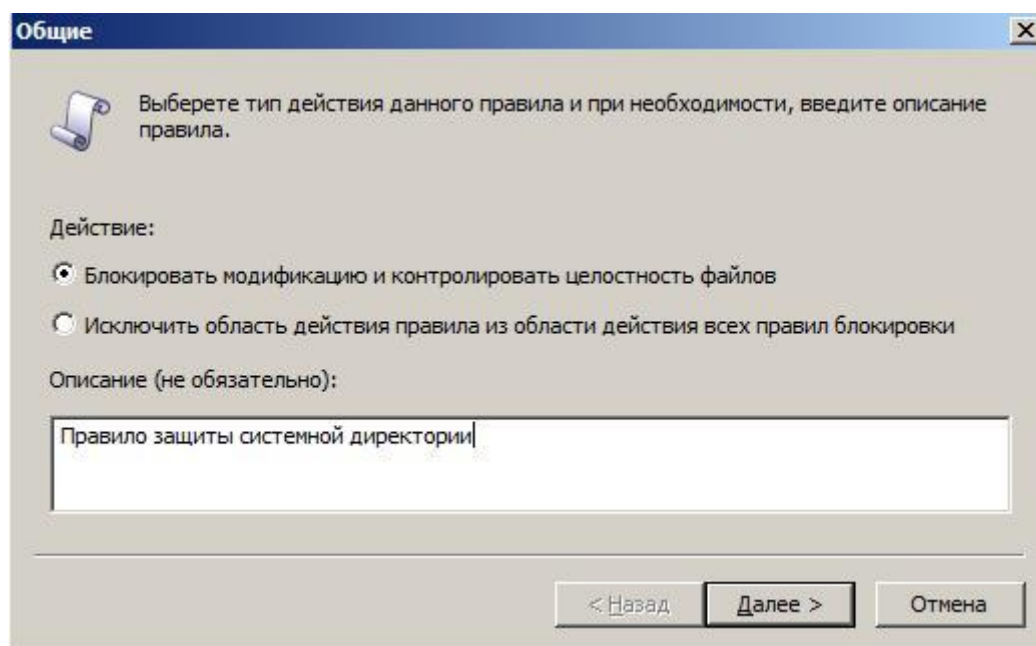 Общие
Выберете тип действия данного правила и при необходимости, введите описание
правила.
Действие:
Блокировать модификацию и контролировать целостность файлов
Исключить область действия правила из области действия всех правил блокировки
Описание (не обязательно):
Правило защиты системной директории
< Назад
Далее >
Отмена